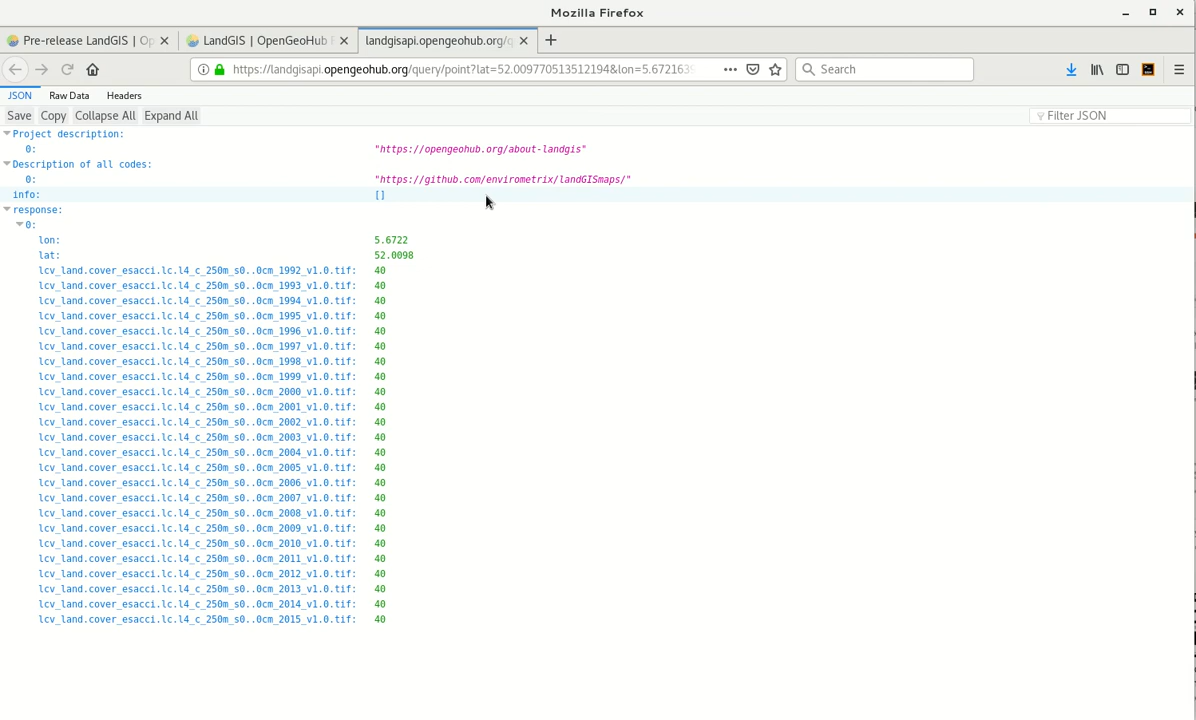 Mozilla Firefox
Pre-release LandGIS | Op
LandGIS | OpenGeoHub F
landgisapi.opengeohub.org/q
https://landgisapi.opengeohub.org/query/point?lat=52.009770513512194&lon=5.672163
Search
JSON Raw Data Headers
Save Copy Collapse All Expand All
Filter JSON
Project description:
0: "https://opengeohub.org/about-landgis"
Description of all codes:
0: "https://github.com/envirometrix/landGISmaps/"
info: []
response:
0:
lon: 5.6722
lat: 52.0098
lcv_land.cover_esacci.lc.l4_c_250m_s0..0cm_1992_v1.0.tif: 40
lcv_land.cover_esacci.lc.l4_c_250m_s0..0cm_1993_v1.0.tif: 40
lcv_land.cover_esacci.lc.l4_c_250m_s0..0cm_1994_v1.0.tif: 40
lcv_land.cover_esacci.lc.l4_c_250m_s0..0cm_1995_v1.0.tif: 40
lcv_land.cover_esacci.lc.l4_c_250m_s0..0cm_1996_v1.0.tif: 40
lcv_land.cover_esacci.lc.l4_c_250m_s0..0cm_1997_v1.0.tif: 40
lcv_land.cover_esacci.lc.l4_c_250m_s0..0cm_1998_v1.0.tif: 40
lcv_land.cover_esacci.lc.l4_c_250m_s0..0cm_1999_v1.0.tif: 40
lcv_land.cover_esacci.lc.l4_c_250m_s0..0cm_2000_v1.0.tif: 40
lcv_land.cover_esacci.lc.l4_c_250m_s0..0cm_2001_v1.0.tif: 40
lcv_land.cover_esacci.lc.l4_c_250m_s0..0cm_2002_v1.0.tif: 40
lcv_land.cover_esacci.lc.l4_c_250m_s0..0cm_2003_v1.0.tif: 40
lcv_land.cover_esacci.lc.l4_c_250m_s0..0cm_2004_v1.0.tif: 40
lcv_land.cover_esacci.lc.l4_c_250m_s0..0cm_2005_v1.0.tif: 40
lcv_land.cover_esacci.lc.l4_c_250m_s0..0cm_2006_v1.0.tif: 40
lcv_land.cover_esacci.lc.l4_c_250m_s0..0cm_2007_v1.0.tif: 40
lcv_land.cover_esacci.lc.l4_c_250m_s0..0cm_2008_v1.0.tif: 40
lcv_land.cover_esacci.lc.l4_c_250m_s0..0cm_2009_v1.0.tif: 40
lcv_land.cover_esacci.lc.l4_c_250m_s0..0cm_2010_v1.0.tif: 40
lcv_land.cover_esacci.lc.l4_c_250m_s0..0cm_2011_v1.0.tif: 40
lcv_land.cover_esacci.lc.l4_c_250m_s0..0cm_2012_v1.0.tif: 40
lcv_land.cover_esacci.lc.l4_c_250m_s0..0cm_2013_v1.0.tif: 40
lcv_land.cover_esacci.lc.l4_c_250m_s0..0cm_2014_v1.0.tif: 40
lcv_land.cover_esacci.lc.l4_c_250m_s0..0cm_2015_v1.0.tif: 40